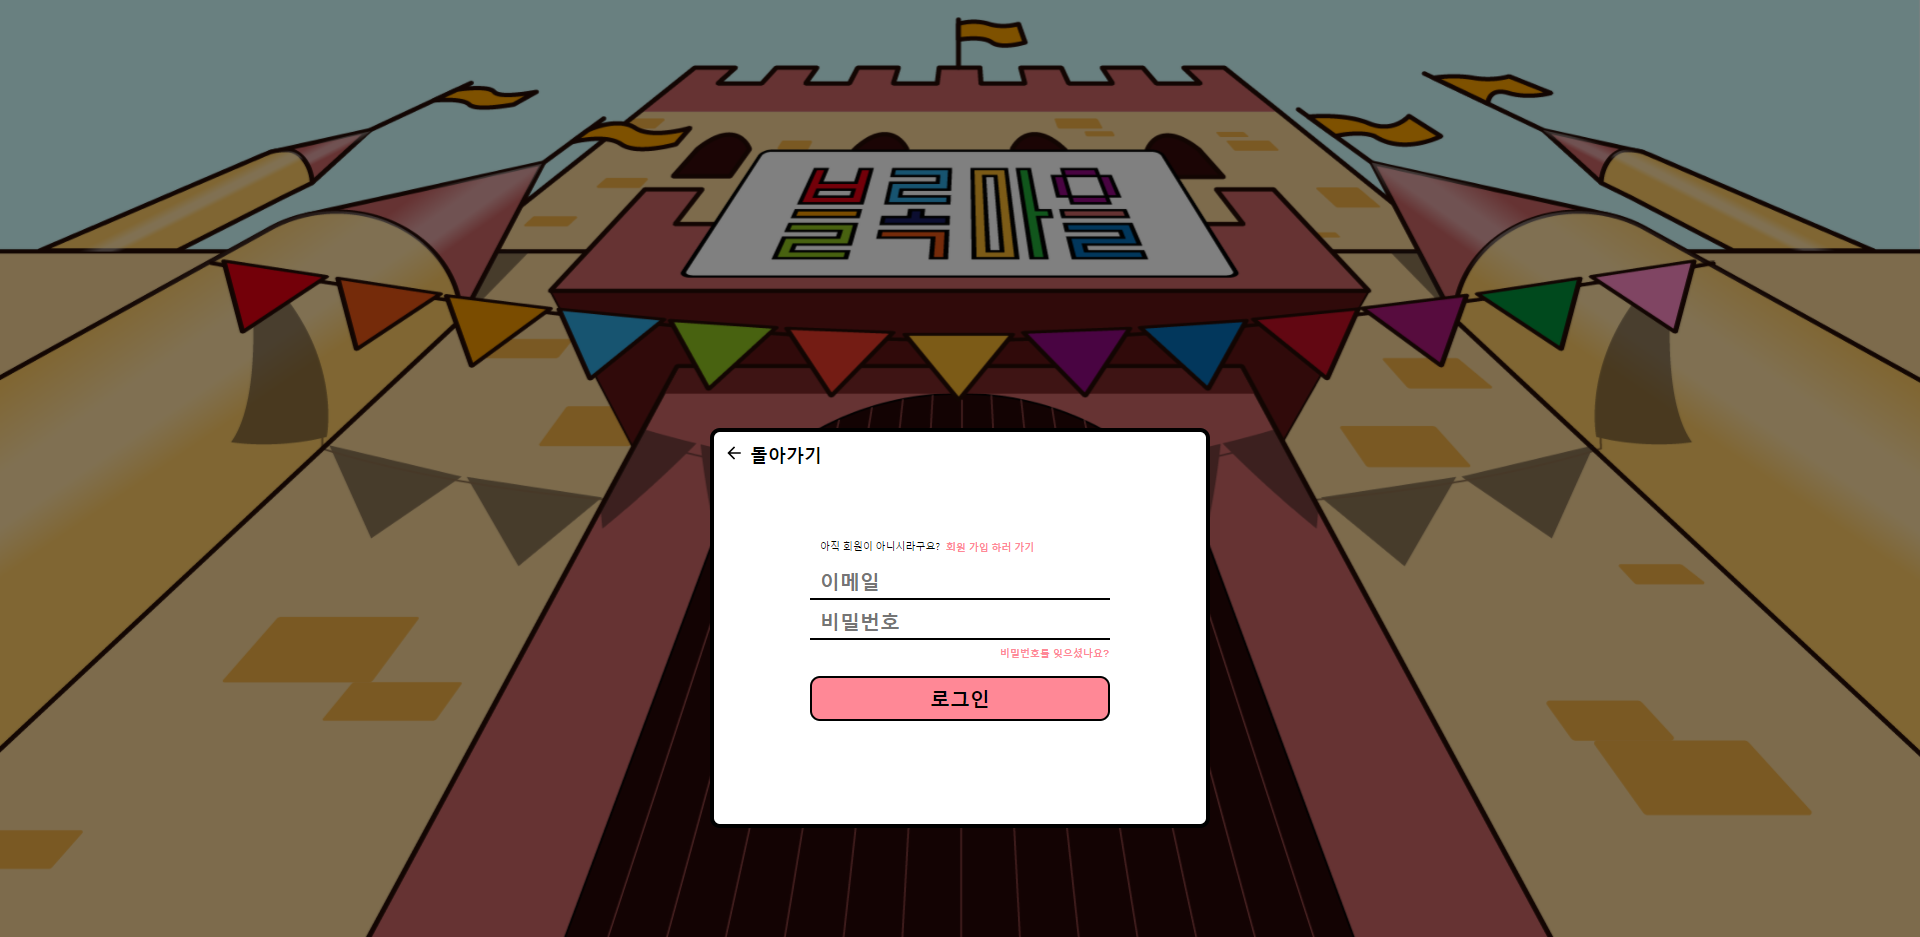 블록마을
돌아가기
아직 회원이 아니시라구요? 회원 가입 하러 가기
이메일
비밀번호
비밀번호를 잊으셨나요?
로그인